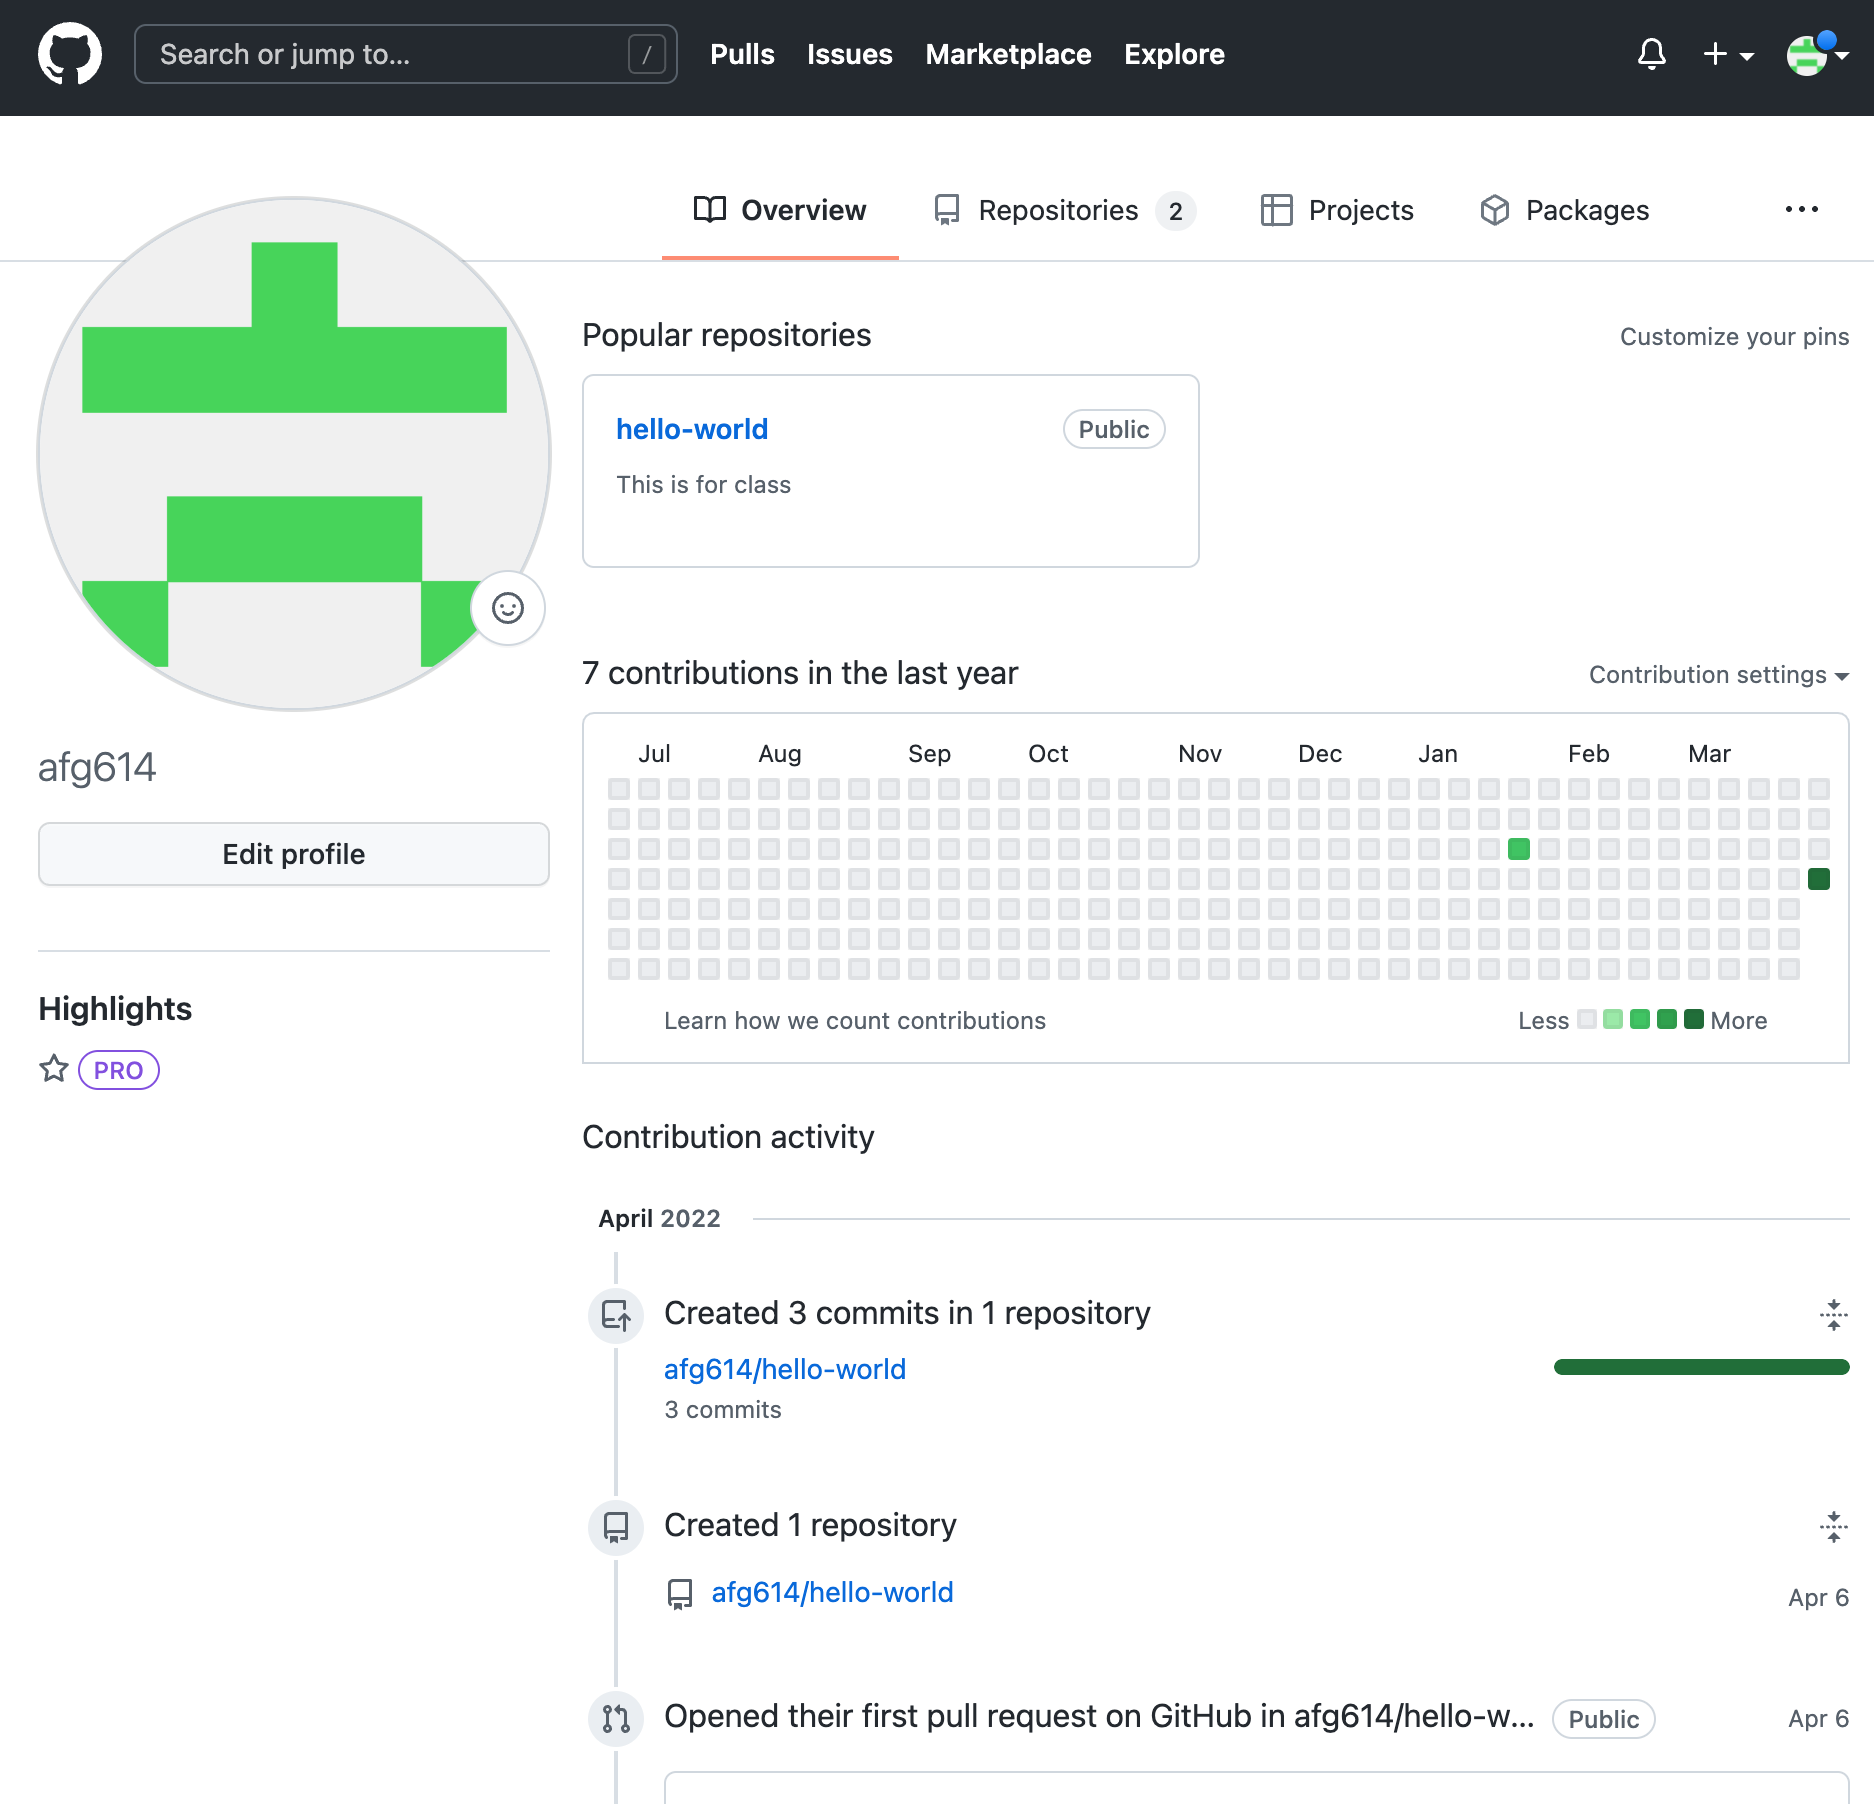 Search or jump to... /
Pulls Issues Marketplace Explore
Overview Repositories 2 Projects Packages
afg614
Edit profile
Highlights
PRO
Popular repositories Customize your pins
hello-world Public
This is for class
7 contributions in the last year Contribution settings
Jul Aug Sep Oct Nov Dec Jan Feb Mar
Learn how we count contributions Less More
Contribution activity
April 2022
Created 3 commits in 1 repository
afg614/hello-world
3 commits
Created 1 repository
afg614/hello-world Apr 6
Opened their first pull request on GitHub in afg614/hello-w... Public Apr 6